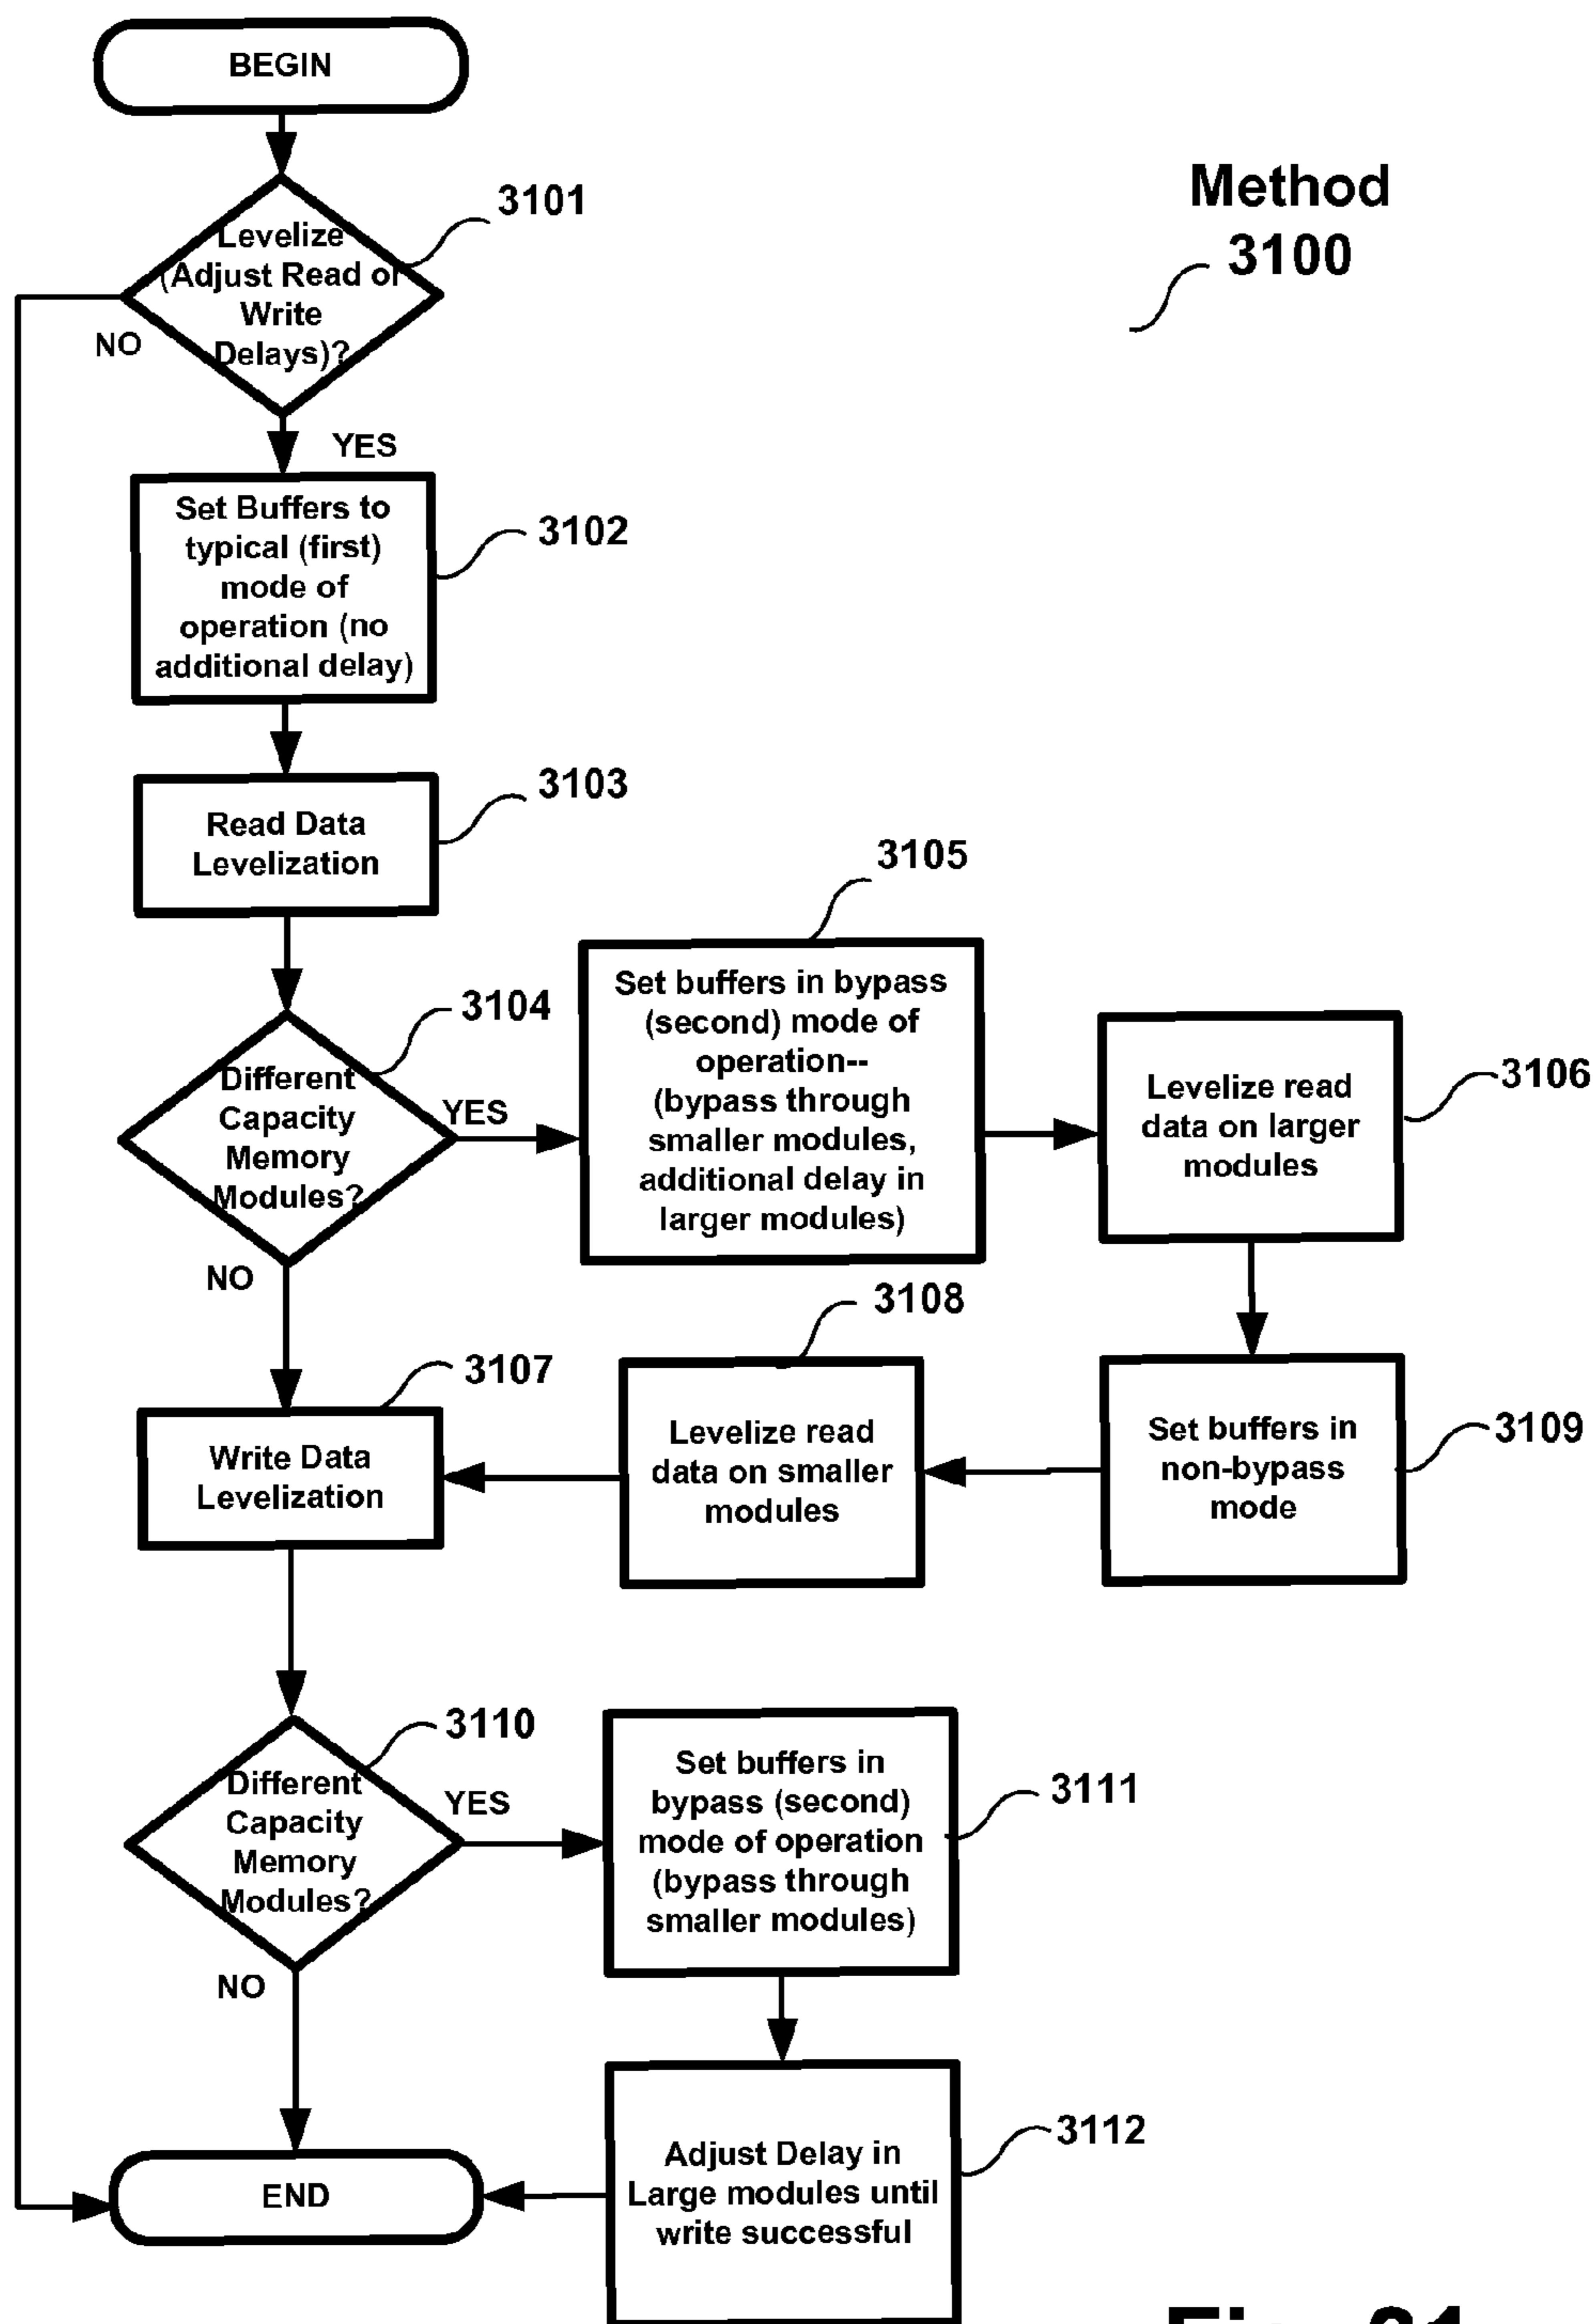 BEGIN
3101
Method
3100
Levelize
(Adjust Read or
Write
Delays)?
NO
YES
Set Buffers to
typical (first)
mode of
operation (no
additional delay)
3102
Read Data
Levelization
3103
3104
Different
Capacity
Memory
Modules?
YES
NO
3105
Set buffers in bypass
(second) mode of
operation--
(bypass through
smaller modules,
additional delay in
larger modules)
Levelize read
data on larger
modules
3106
3107
Write Data
Levelization
3108
Levelize read
data on smaller
modules
Set buffers in
non-bypass
mode
3109
3110
Different
Capacity
Memory
Modules?
YES
NO
Set buffers in
bypass (second)
mode of operation
(bypass through
smaller modules)
3111
END
Adjust Delay in
Large modules until
write successful
3112